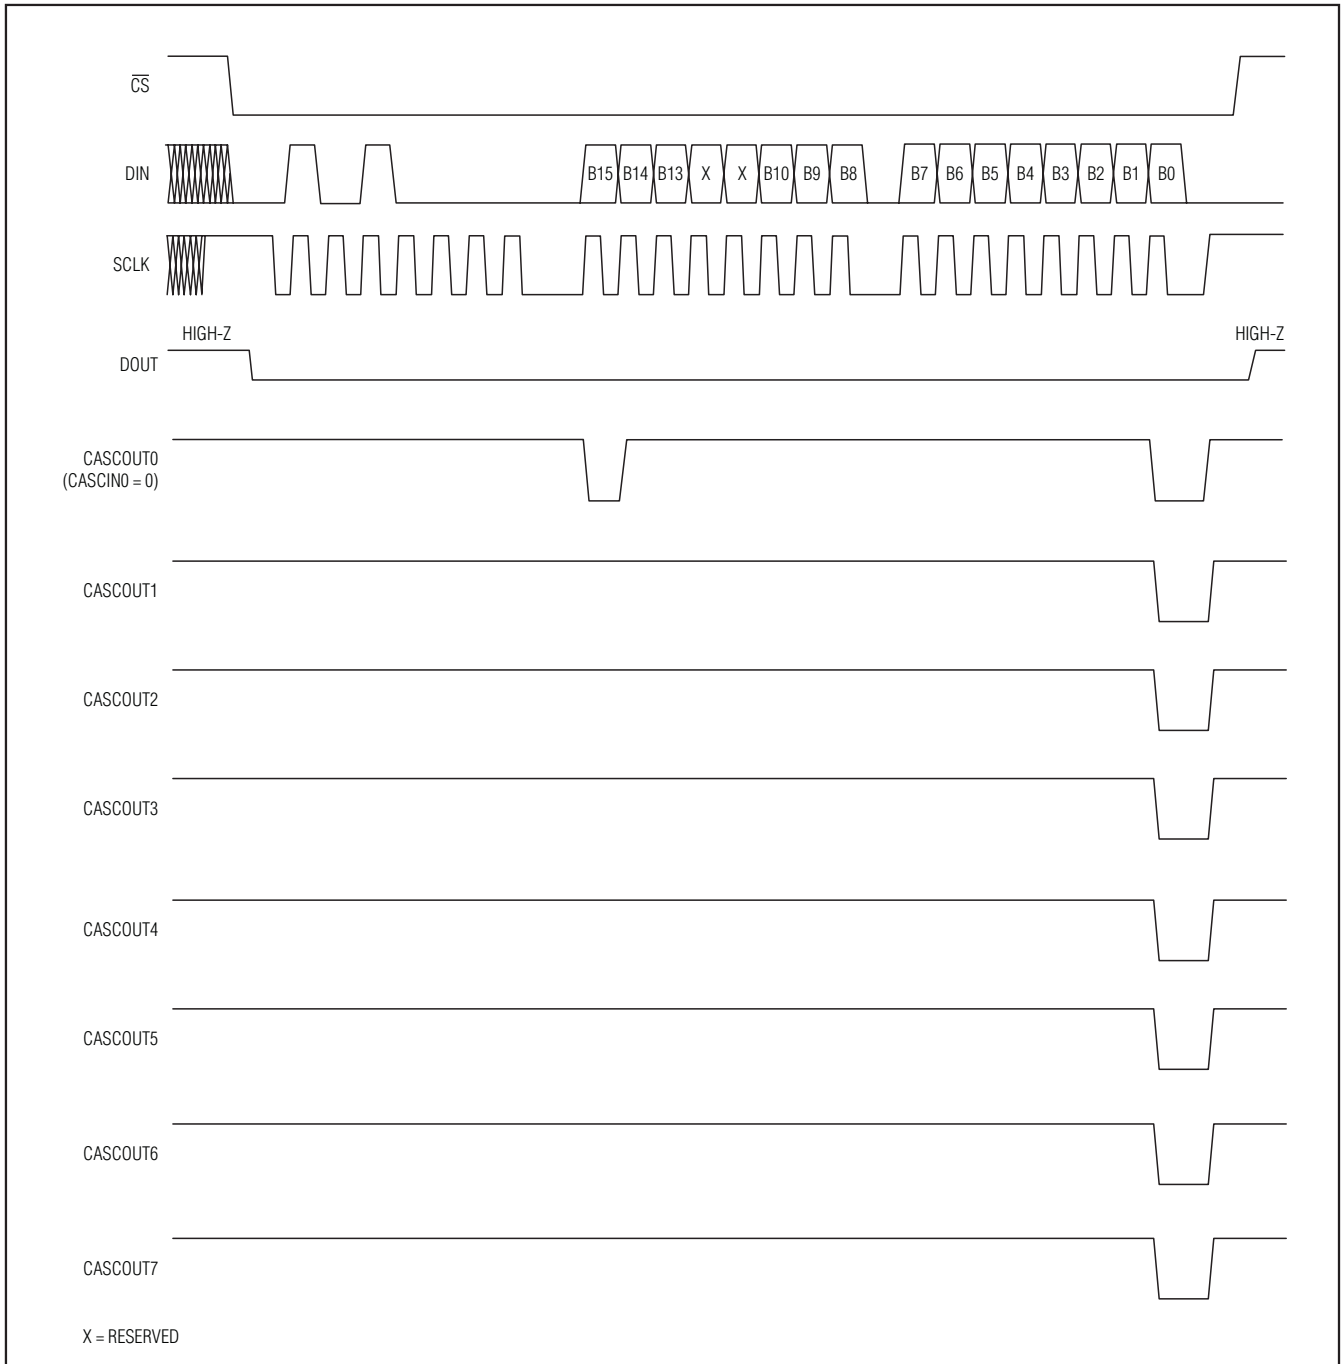 C̅S̅
DIN B15 B14 B13 X X B10 B9 B8 B7 B6 B5 B4 B3 B2 B1 B0
SCLK
HIGH-Z HIGH-Z
DOUT
CASCOUT0
(CASCIN0 = 0)
CASCOUT1
CASCOUT2
CASCOUT3
CASCOUT4
CASCOUT5
CASCOUT6
CASCOUT7
X = RESERVED